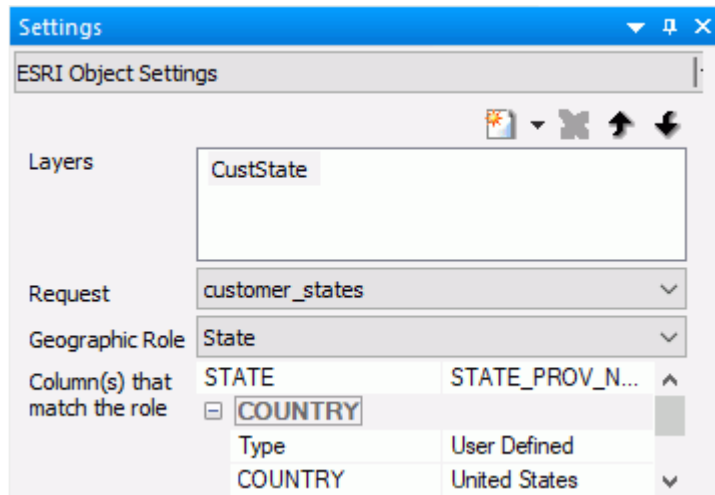 Settings
ESRI Object Settings
Layers
CustState
Request
customer_states
Geographic Role
State
Column(s) that
match the role
STATE STATE_PROV_N...
COUNTRY
Type User Defined
COUNTRY United States